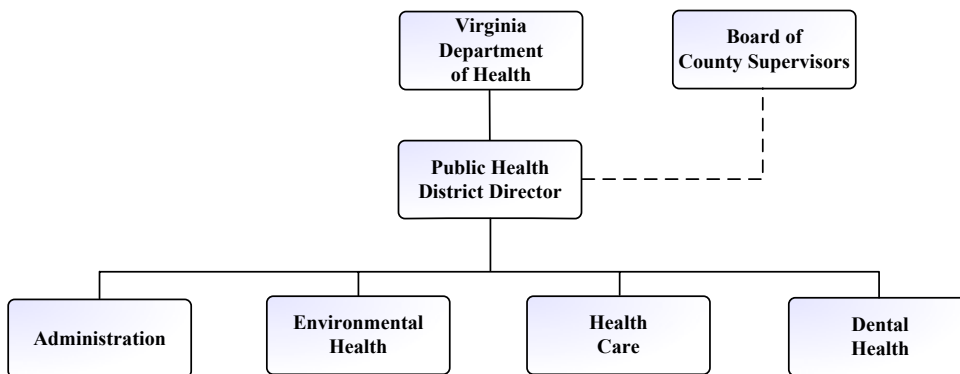 Virginia
Department
of Health
Board of
County Supervisors
Public Health
District Director
Administration
Environmental
Health
Health
Care
Dental
Health